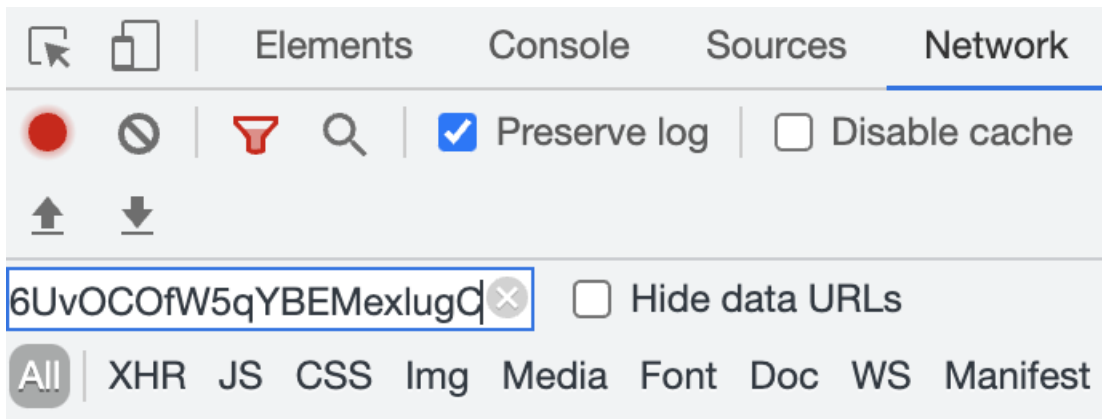 Elements Console Sources Network
Preserve log Disable cache
6UvOCOfW5qYBEMexlugC Hide data URLs
All XHR JS CSS Img Media Font Doc WS Manifest